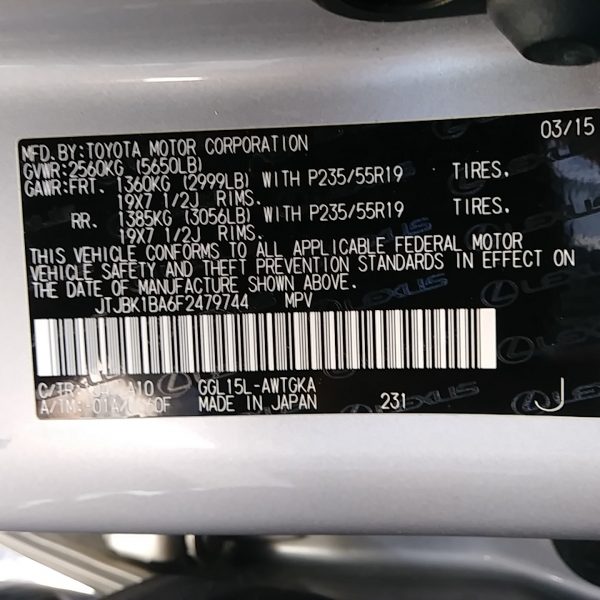 03/15
MFD.BY:TOYOTA MOTOR CORPORATION
GVWR:2560KG (5650LB)
GAWR:FRT. 1360KG (2999LB) WITH P235/55R19 TIRES.
19X7 1/2J RIMS.
RR. 1385KG (3056LB) WITH P235/55R19 TIRES.
19X7 1/2J RIMS.
THIS VEHICLE CONFORMS TO ALL APPLICABLE FEDERAL MOTOR
VEHICLE SAFETY AND THEFT PREVENTION STANDARDS IN EFFECT ON
THE DATE OF MANUFACTURE SHOWN ABOVE.
JTJBK1BA6F2479744 MPV
C/TR: GGL15L-AWTGKA
A/TM: MADE IN JAPAN 231 J
LEXUS